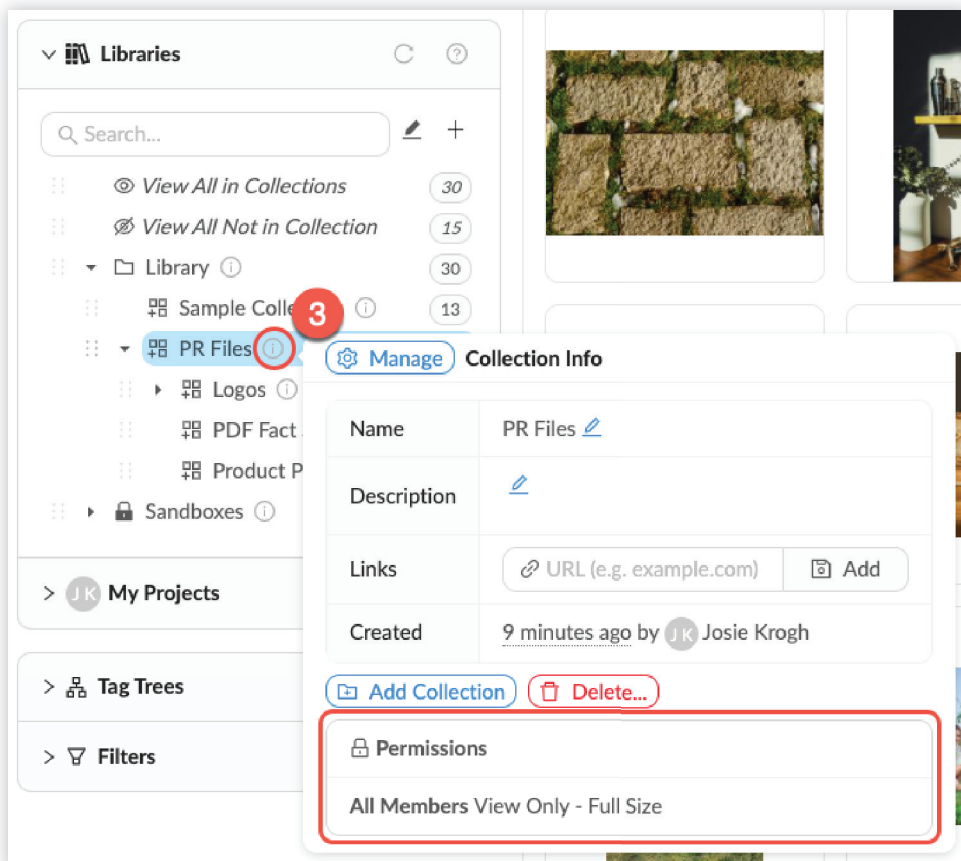 Libraries
Search...
View All in Collections 30
View All Not in Collection 15
Library 30
Sample Colle 13
3
PR Files
Logos
PDF Fact
Product P
Sandboxes
JK My Projects
Tag Trees
Filters
Manage Collection Info
Name PR Files
Description
Links URL (e.g. example.com) Add
Created 9 minutes ago by JK Josie Krogh
Add Collection Delete...
Permissions
All Members View Only - Full Size